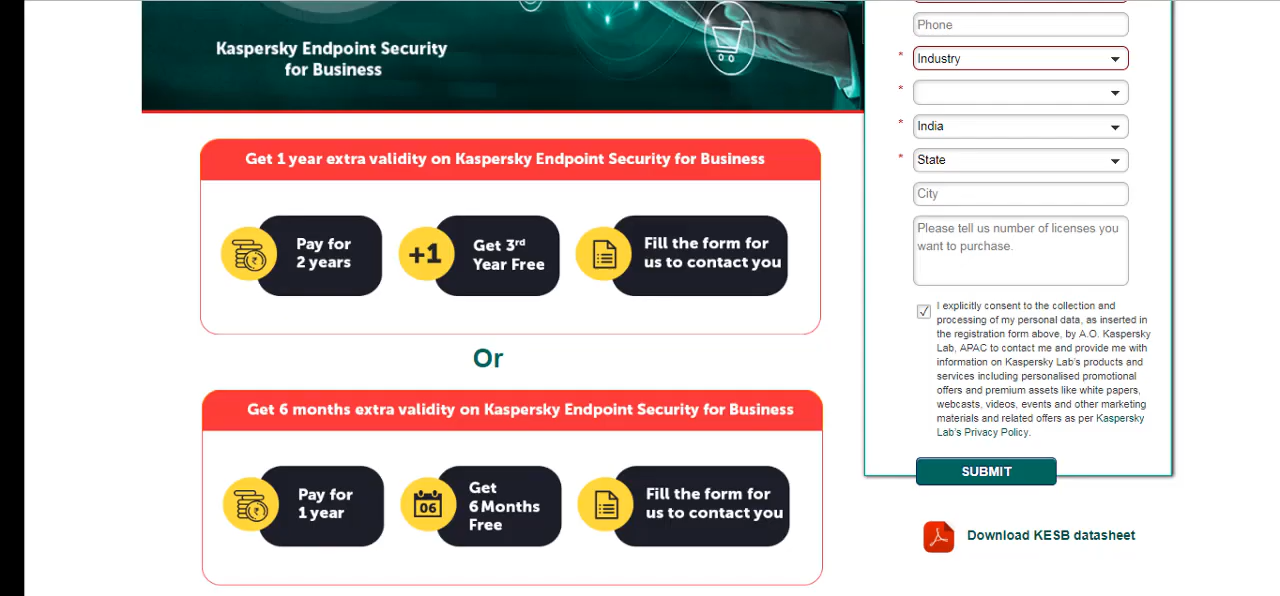 Kaspersky Endpoint Security
for Business
Get 1 year extra validity on Kaspersky Endpoint Security for Business
Pay for
2 years
+1
Get 3rd
Year Free
Fill the form for
us to contact you
Or
Get 6 months extra validity on Kaspersky Endpoint Security for Business
Pay for
1 year
06
Get
6 Months
Free
Fill the form for
us to contact you
Phone
* Industry
*
* India
* State
City
Please tell us number of licenses you
want to purchase.
I explicitly consent to the collection and
processing of my personal data, as inserted in
the registration form above, by A.O. Kaspersky
Lab, APAC to contact me and provide me with
information on Kaspersky Lab's products and
services including personalised promotional
offers and premium assets like white papers,
webcasts, videos, events and other marketing
materials and related offers as per Kaspersky
Lab's Privacy Policy.
SUBMIT
Download KESB datasheet